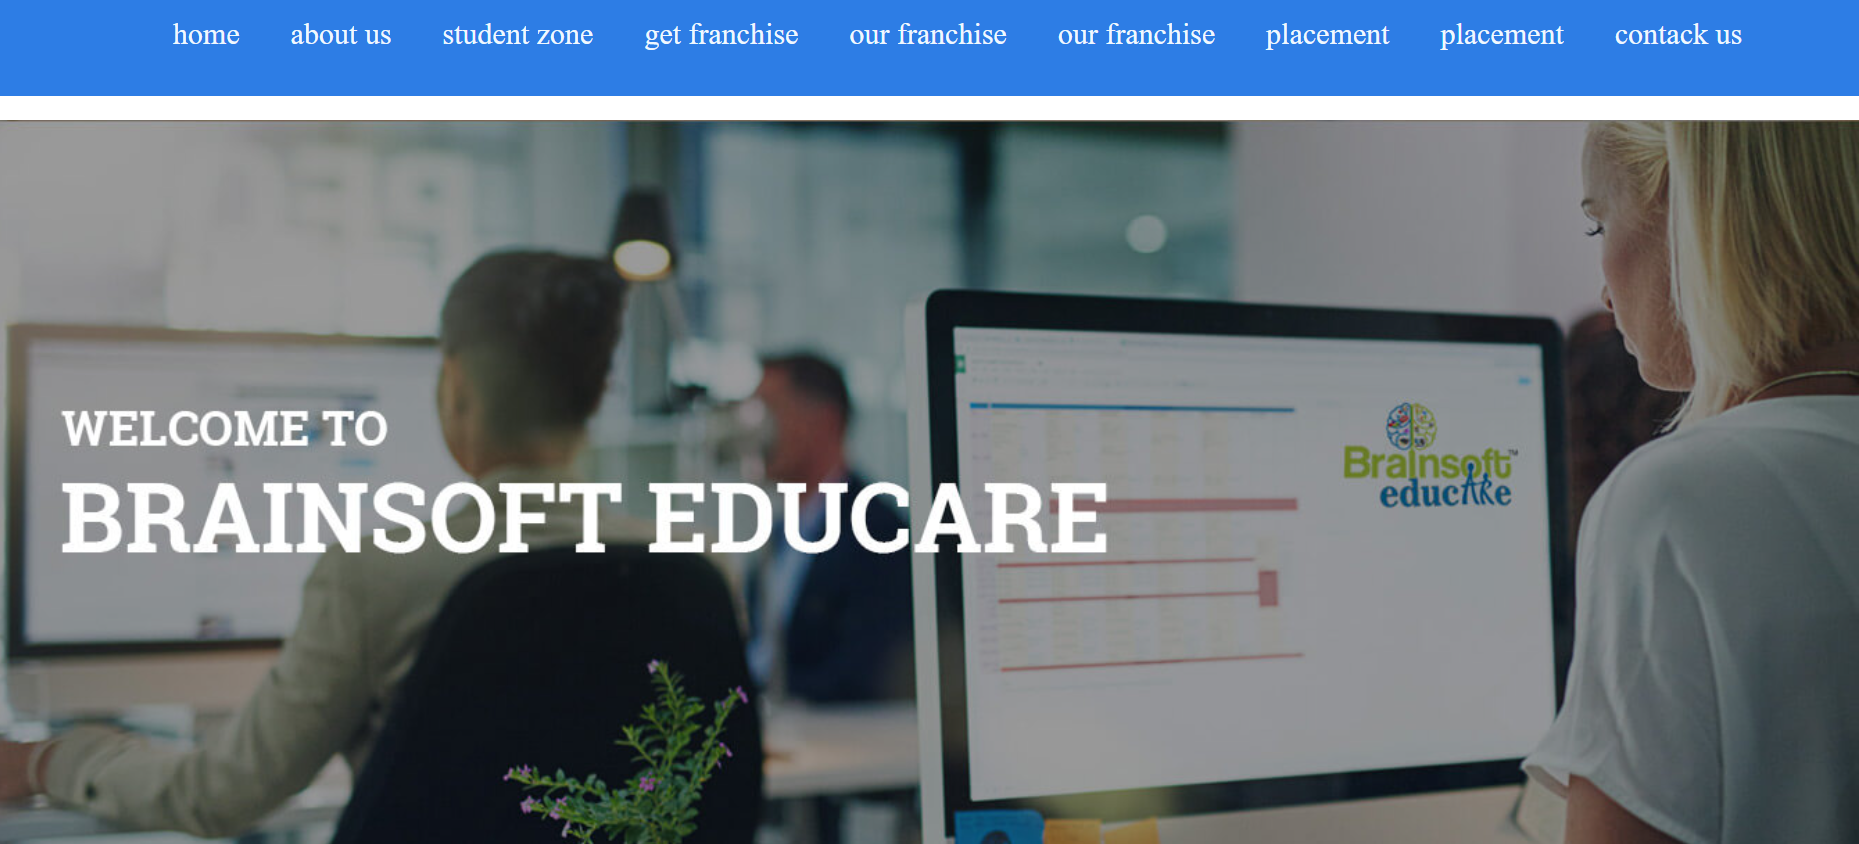 home about us student zone get franchise our franchise our franchise placement placement contack us
WELCOME TO
BRAINSOFT EDUCARE
Brainsoft™
educARe